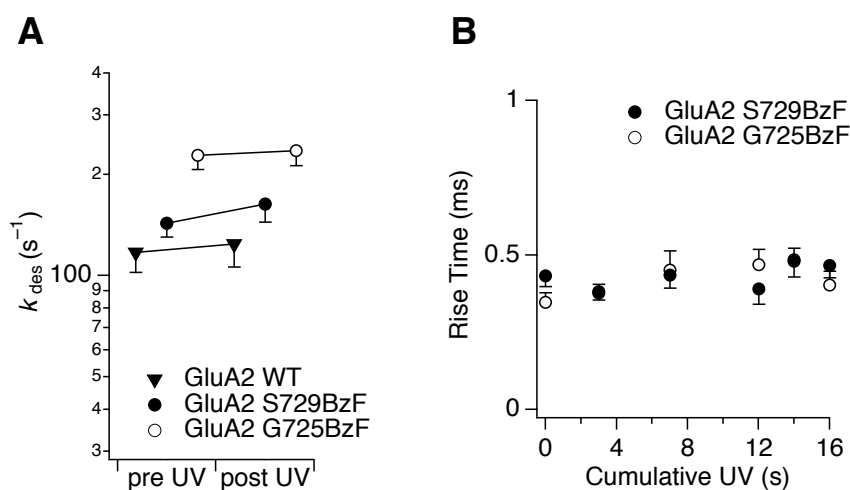 A
4
3
2
100
9
8
7
6
5
4
3
k des (s⁻¹)
GluA2 WT
GluA2 S729BzF
GluA2 G725BzF
pre UV
post UV
B
1
0.5
0
Rise Time (ms)
GluA2 S729BzF
GluA2 G725BzF
0 4 8 12 16
Cumulative UV (s)